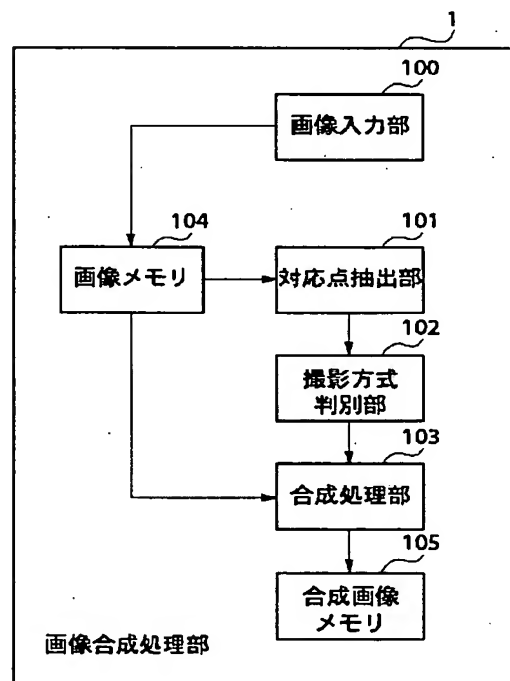 1
100
画像入力部
104
画像メモリ
101
対応点抽出部
102
撮影方式
判別部
103
合成処理部
105
合成画像
メモリ
画像合成処理部